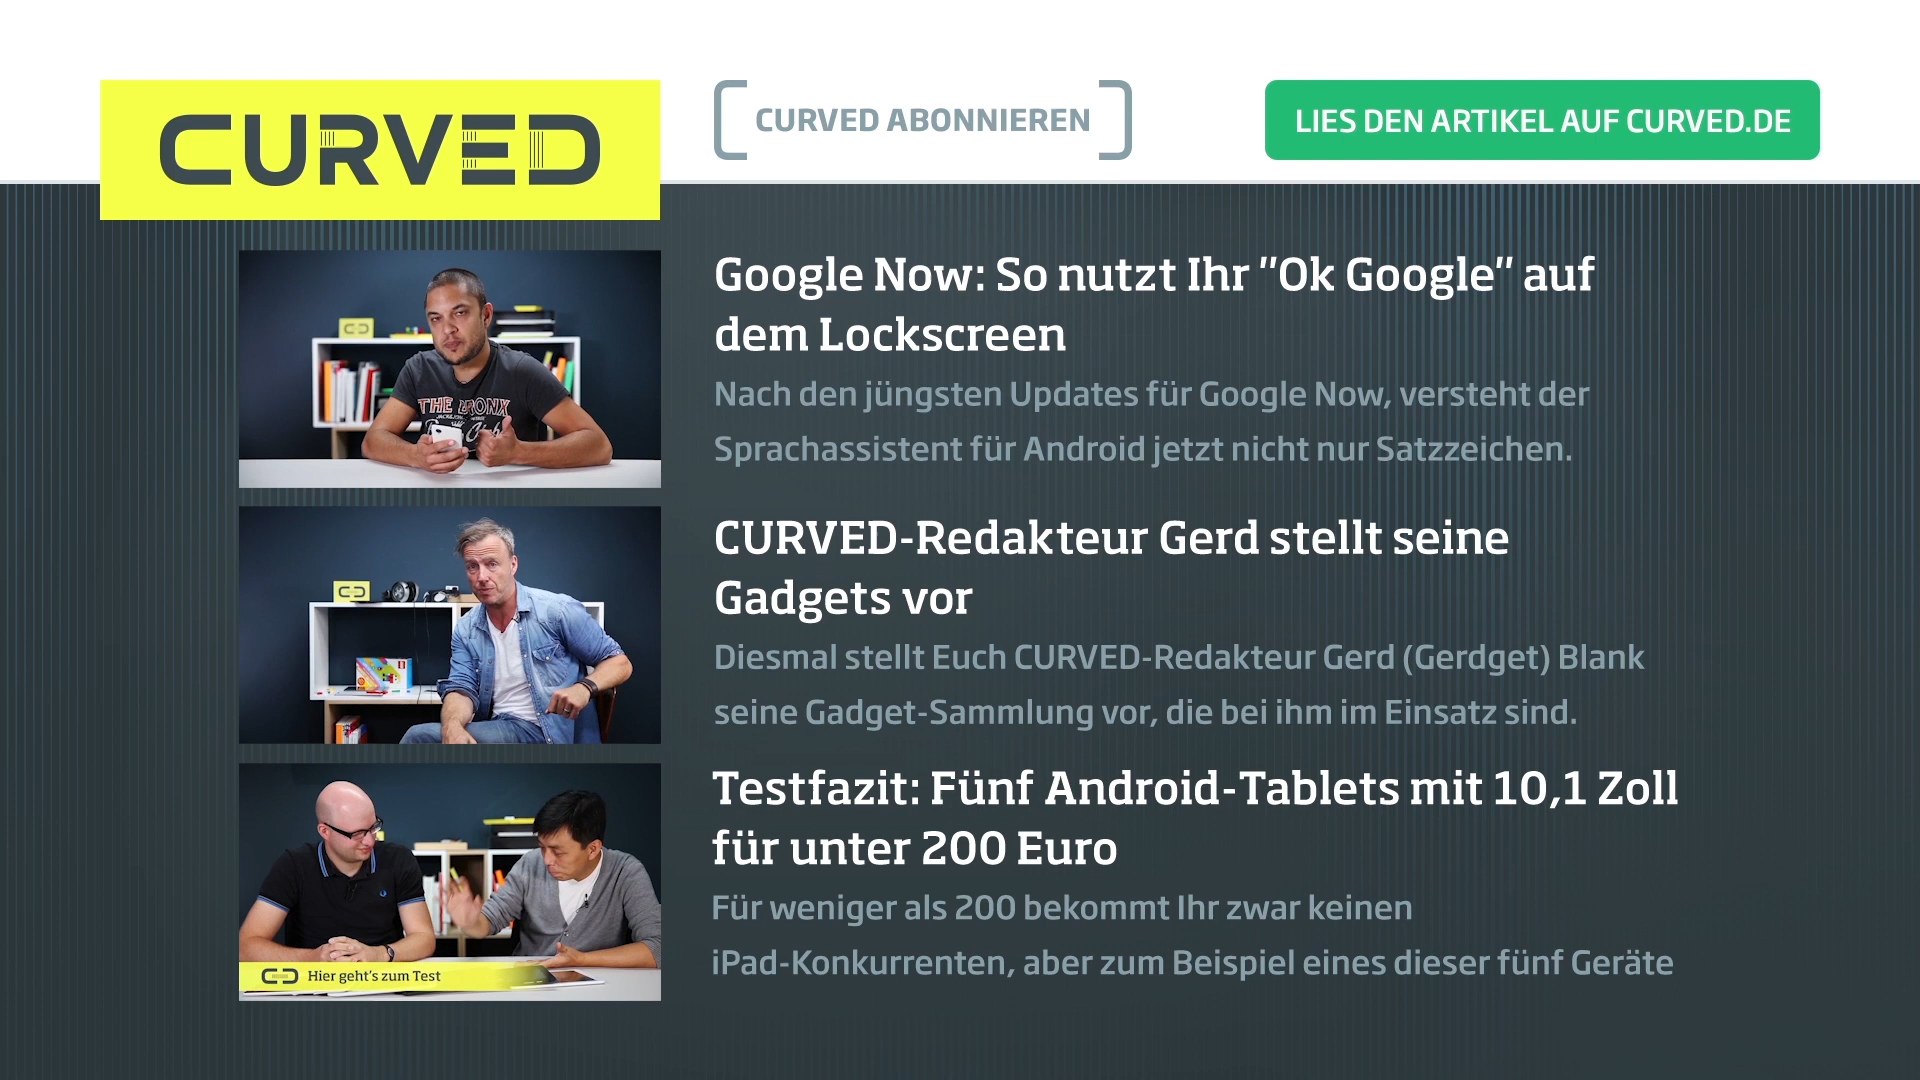 CURVED
CURVED ABONNIEREN
LIES DEN ARTIKEL AUF CURVED.DE
Google Now: So nutzt Ihr "Ok Google" auf
dem Lockscreen
Nach den jüngsten Updates für Google Now, versteht der
Sprachassistent für Android jetzt nicht nur Satzzeichen.
THE BRONX
CURVED-Redakteur Gerd stellt seine
Gadgets vor
Diesmal stellt Euch CURVED-Redakteur Gerd (Gerdget) Blank
seine Gadget-Sammlung vor, die bei ihm im Einsatz sind.
Testfazit: Fünf Android-Tablets mit 10,1 Zoll
für unter 200 Euro
Für weniger als 200 bekommt Ihr zwar keinen
iPad-Konkurrenten, aber zum Beispiel eines dieser fünf Geräte
Hier geht's zum Test